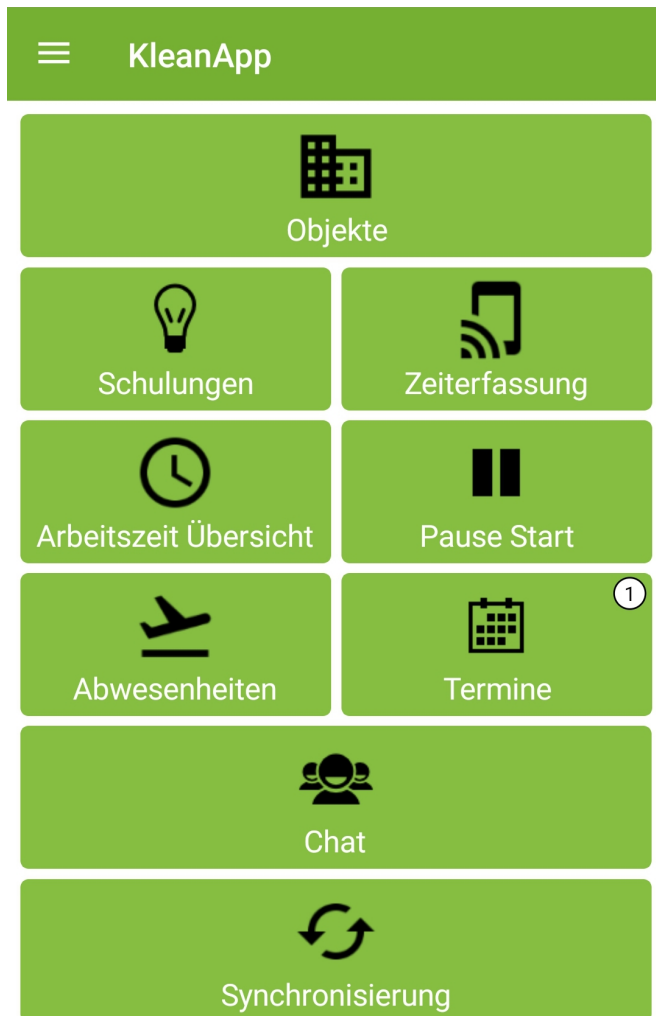 KleanApp
Objekte
Schulungen
Zeiterfassung
Arbeitszeit Übersicht
Pause Start
1
Abwesenheiten
Termine
Chat
Synchronisierung